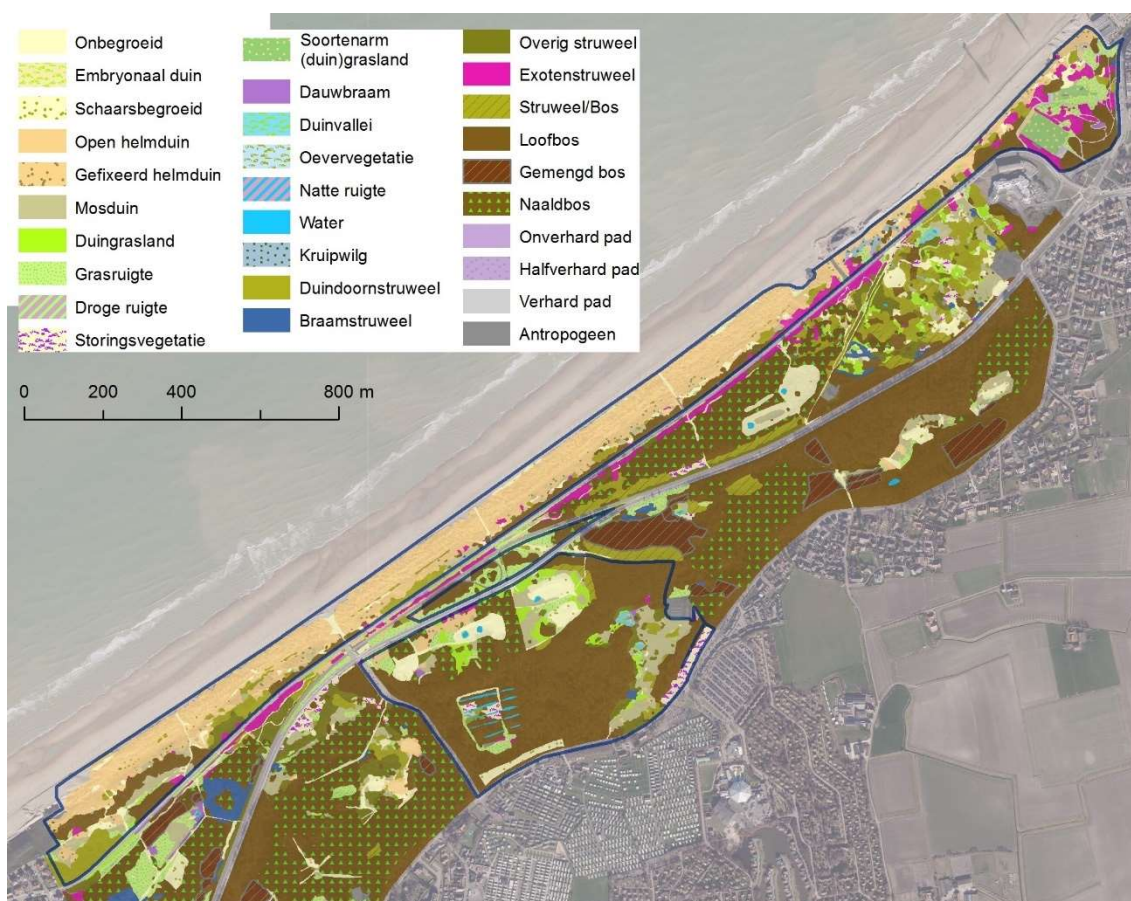 Onbegroeid
Embryonaal duin
Schaarsbegroeid
Open helmduin
Gefixeerd helmduin
Mosduin
Duingrasland
Grasruigte
Droge ruigte
Storingsvegetatie
Soortenarm
(duin)grasland
Dauwbraam
Duinvallei
Oevervegetatie
Natte ruigte
Water
Kruipwilg
Duindoornstruweel
Braamstruweel
Overig struweel
Exotenstruweel
Struweel/Bos
Loofbos
Gemengd bos
Naaldbos
Onverhard pad
Halfverhard pad
Verhard pad
Antropogeen
0 200 400 800 m